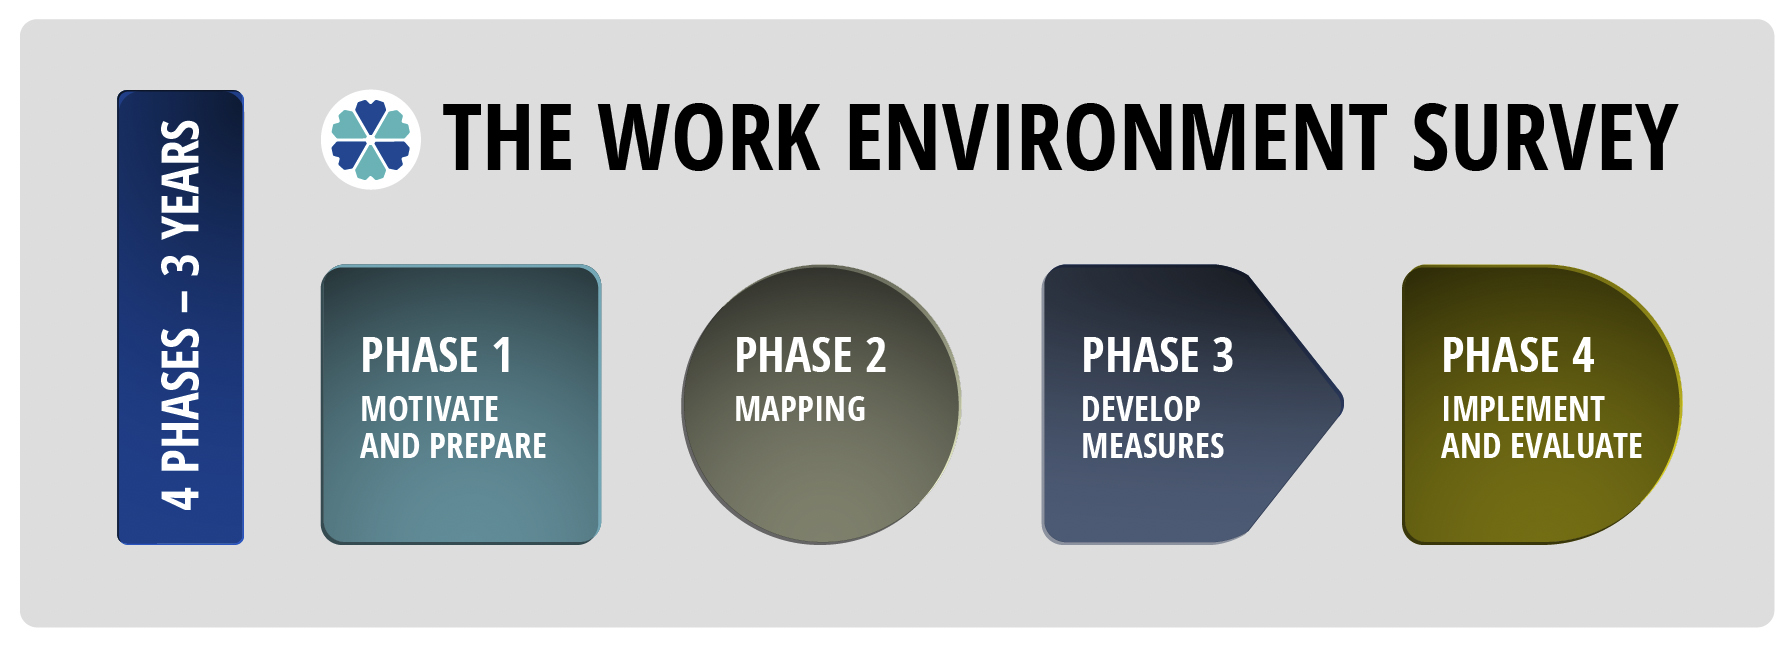 4 PHASES – 3 YEARS
THE WORK ENVIRONMENT SURVEY
PHASE 1
MOTIVATE
AND PREPARE
PHASE 2
MAPPING
PHASE 3
DEVELOP
MEASURES
PHASE 4
IMPLEMENT
AND EVALUATE